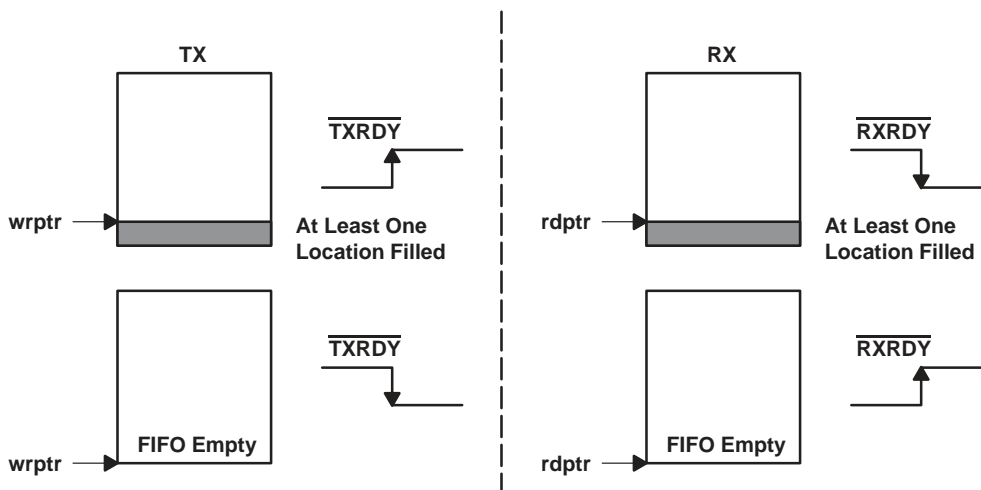 TX
TXRDY
wrptr
At Least One
Location Filled
TXRDY
FIFO Empty
wrptr
RX
RXRDY
rdptr
At Least One
Location Filled
RXRDY
FIFO Empty
rdptr